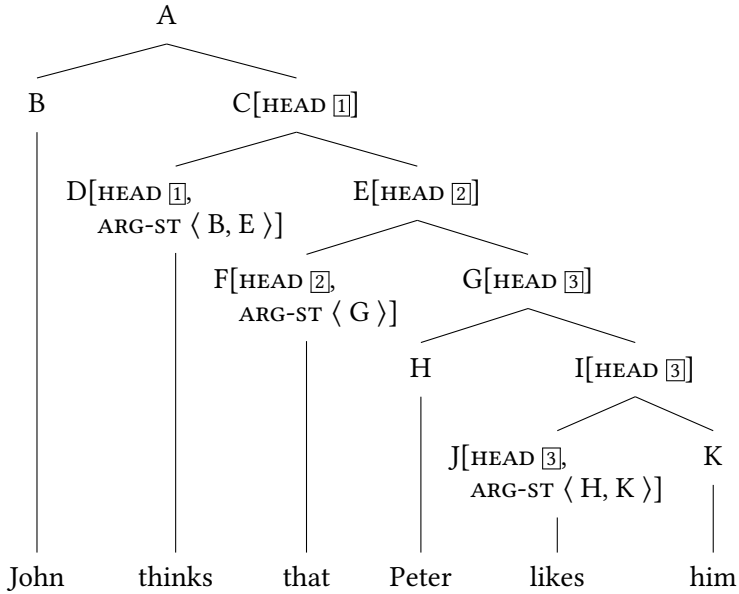 A
B C[HEAD 1]
D[HEAD 1, E[HEAD 2]
ARG-ST ⟨ B, E ⟩]
F[HEAD 2, G[HEAD 3]
ARG-ST ⟨ G ⟩]
H I[HEAD 3]
J[HEAD 3, K
ARG-ST ⟨ H, K ⟩]
John thinks that Peter likes him